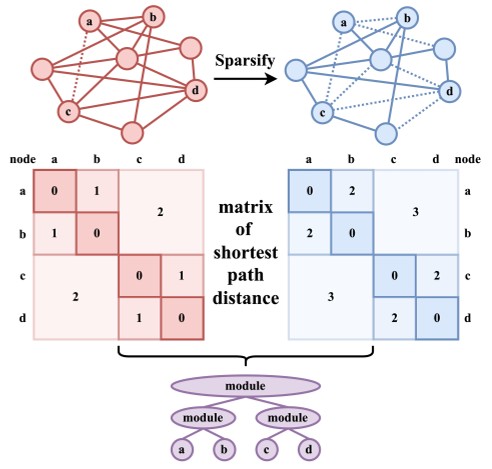 a b a b
Sparsify
d d
c c
node a b c d a b c d node
a 0 1 0 2 a
2 3
b 1 0 2 0 b
matrix
of
shortest
path
distance
c 0 1 0 2 c
2 3
d 1 0 2 0 d
module
module module
a b c d